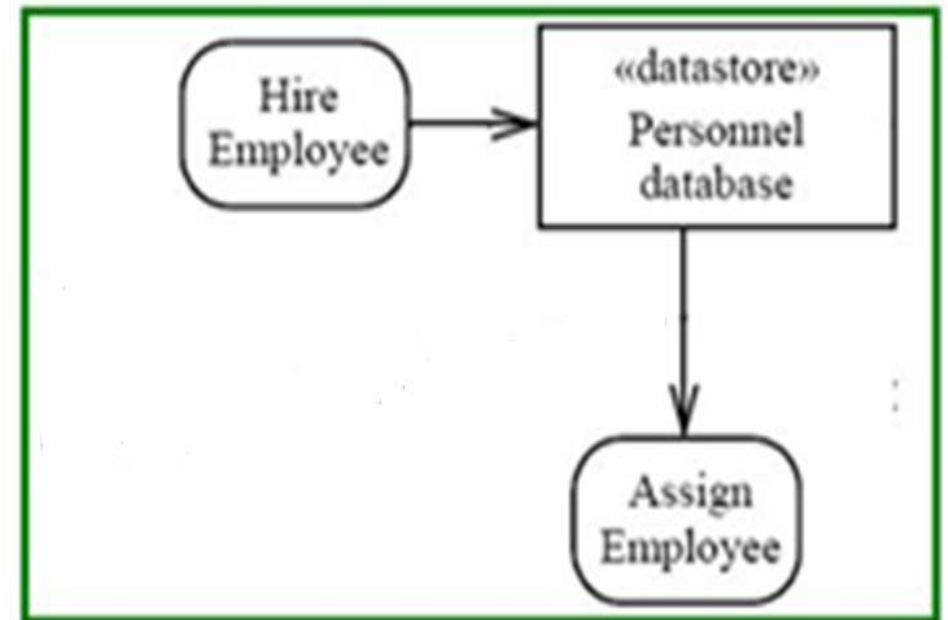 Hire
Employee
«datastore»
Personnel
database
Assign
Employee